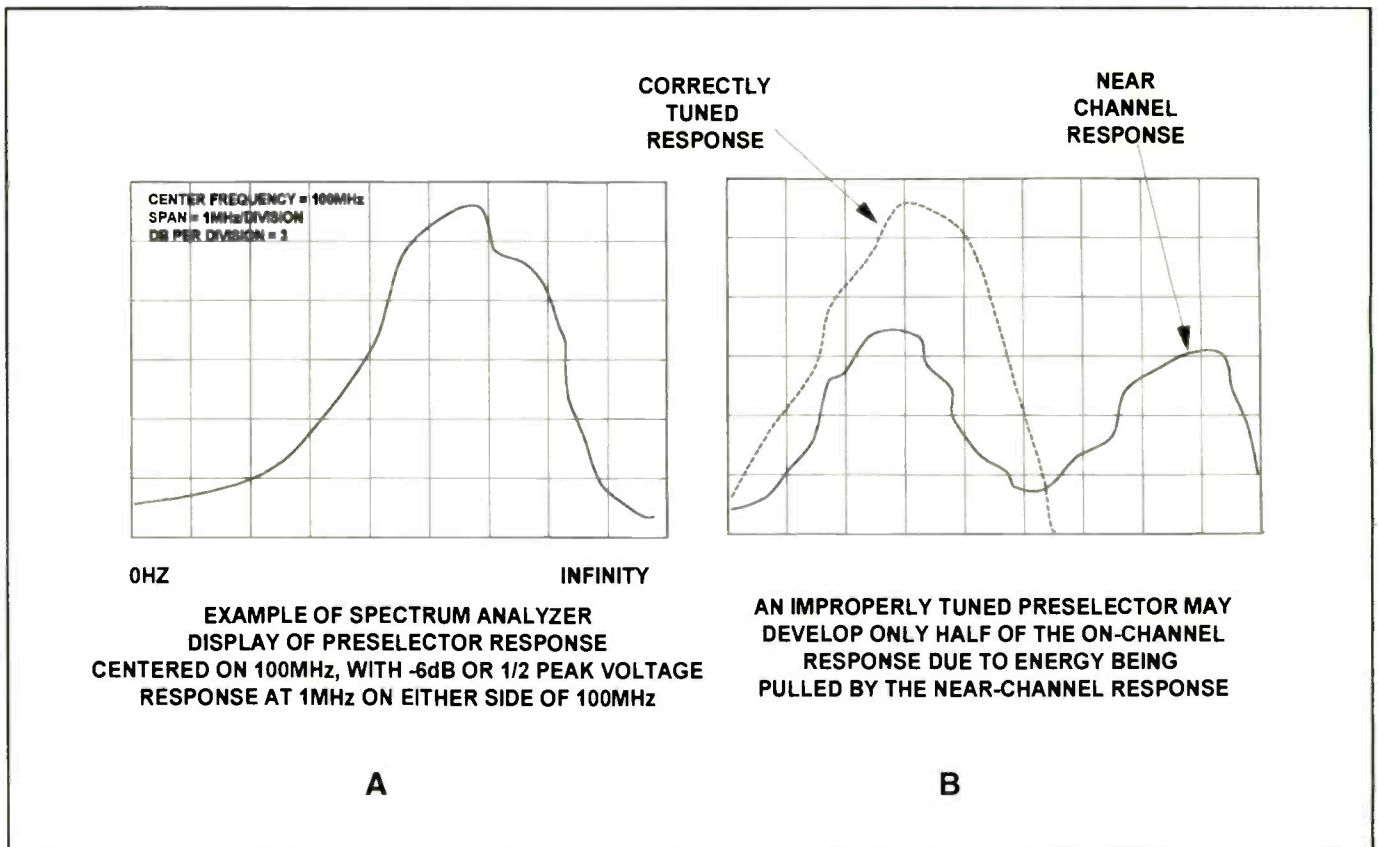 CORRECTLY
TUNED
RESPONSE
NEAR
CHANNEL
RESPONSE
CENTER FREQUENCY = 100MHz
SPAN = 1MHz/DIVISION
DB PER DIVISION = 3
0HZ
INFINITY
EXAMPLE OF SPECTRUM ANALYZER
DISPLAY OF PRESELECTOR RESPONSE
CENTERED ON 100MHz, WITH -6dB OR 1/2 PEAK VOLTAGE
RESPONSE AT 1MHz ON EITHER SIDE OF 100MHz
A
AN IMPROPERLY TUNED PRESELECTOR MAY
DEVELOP ONLY HALF OF THE ON-CHANNEL
RESPONSE DUE TO ENERGY BEING
PULLED BY THE NEAR-CHANNEL RESPONSE
B